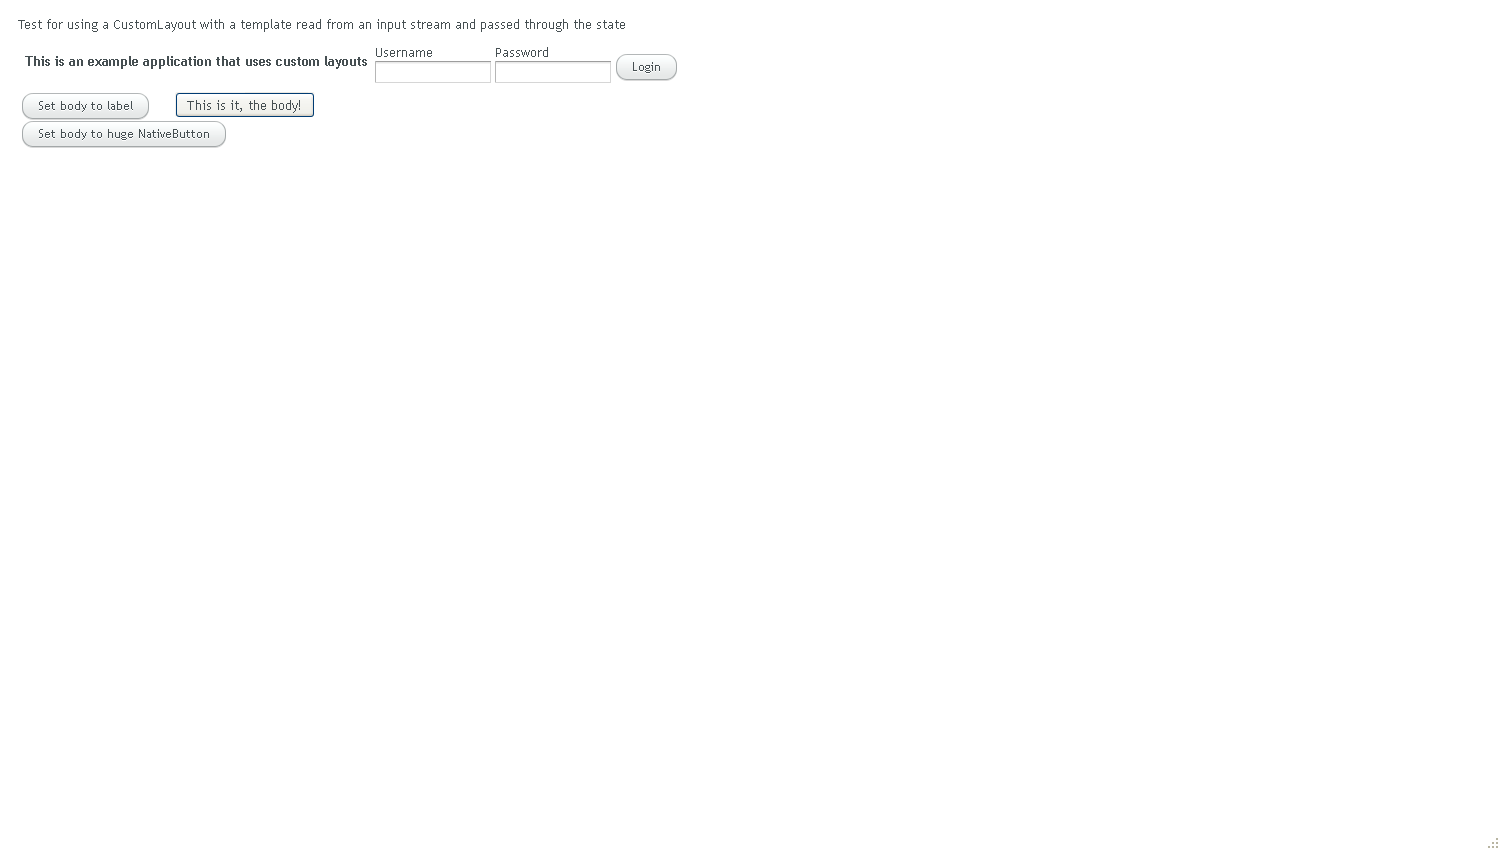 Test for using a CustomLayout with a template read from an input stream and passed through the state
This is an example application that uses custom layouts
Username
Password
Login
Set body to label
This is it, the body!
Set body to huge NativeButton